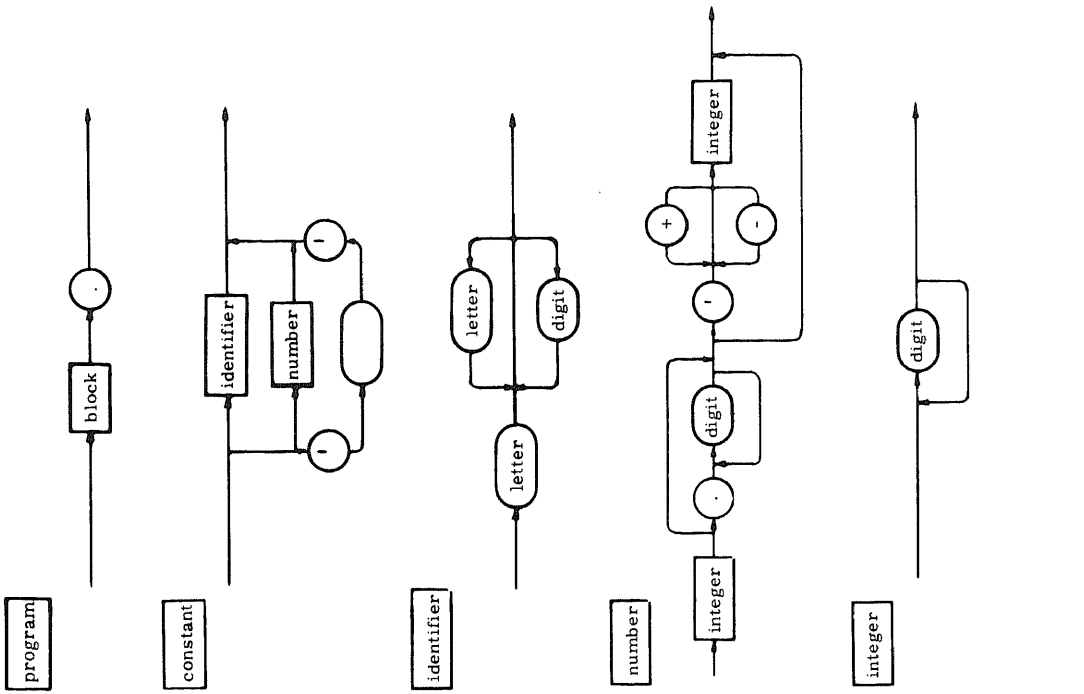 program
block
.
constant
identifier
number
'
'
identifier
letter
letter
digit
number
integer
.
digit
'
+
-
integer
integer
digit